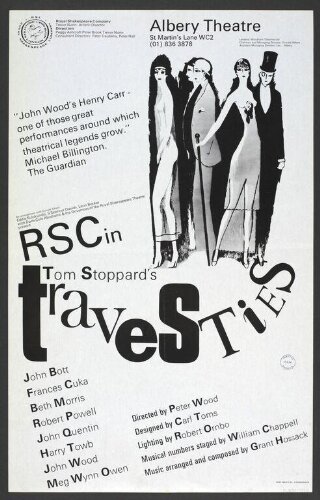 Royal Shakespeare Company
Albery Theatre
St Martin's Lane WC2
(01) 836 3878
"John Wood's Henry Carr -
one of those great
performances around which
theatrical legends grow."
Michael Billington.
The Guardian
RSC in
Tom Stoppard's
travesTiES
John Bott
Frances Cuka
Beth Morris
Robert Powell
John Quentin
Harry Towb
John Wood
Meg Wynn Owen
Directed by Peter Wood
Designed by Carl Toms
Lighting by Robert Ornbo
Musical numbers staged by William Chappell
Music arranged and composed by Grant Hossack